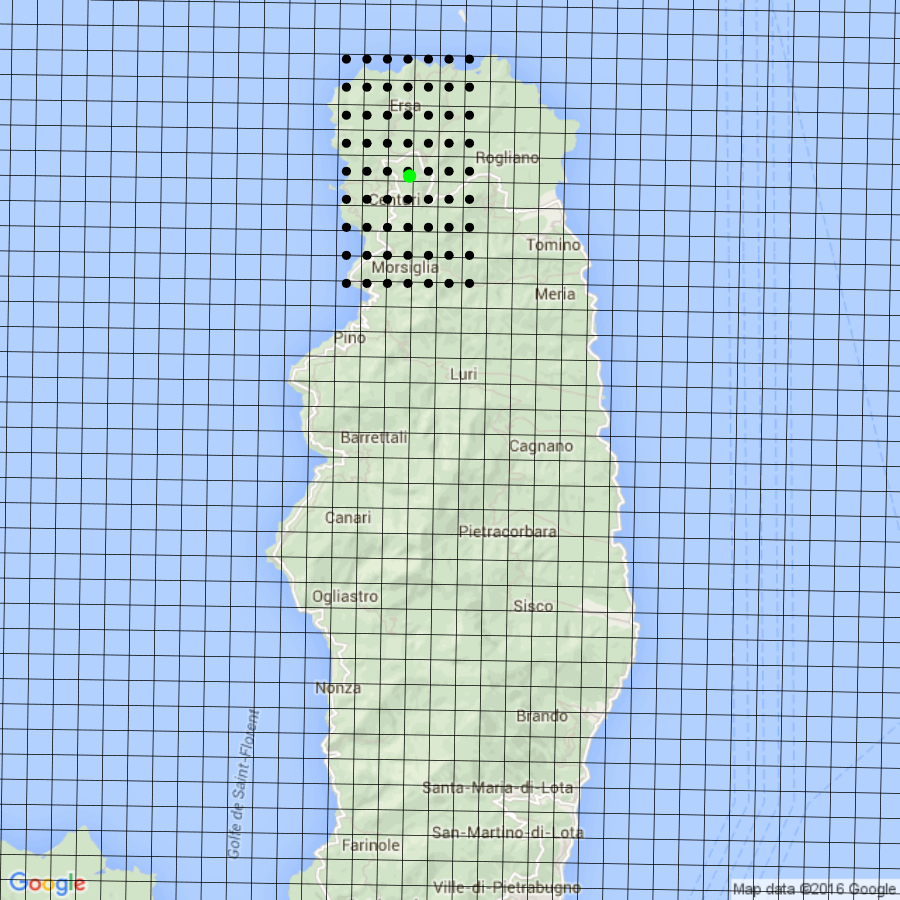 Ersa
Rogliano
Centuri
Tomino
Morsiglia
Meria
Pino
Luri
Barrettali
Cagnano
Canari
Pietracorbara
Ogliastro
Sisco
Nonza
Brando
Golfe de Saint-Florent
Santa-Maria-di-Lota
San-Martino-di-Lota
Farinole
Ville-di-Pietrabugno
Google
Map data ©2016 Google